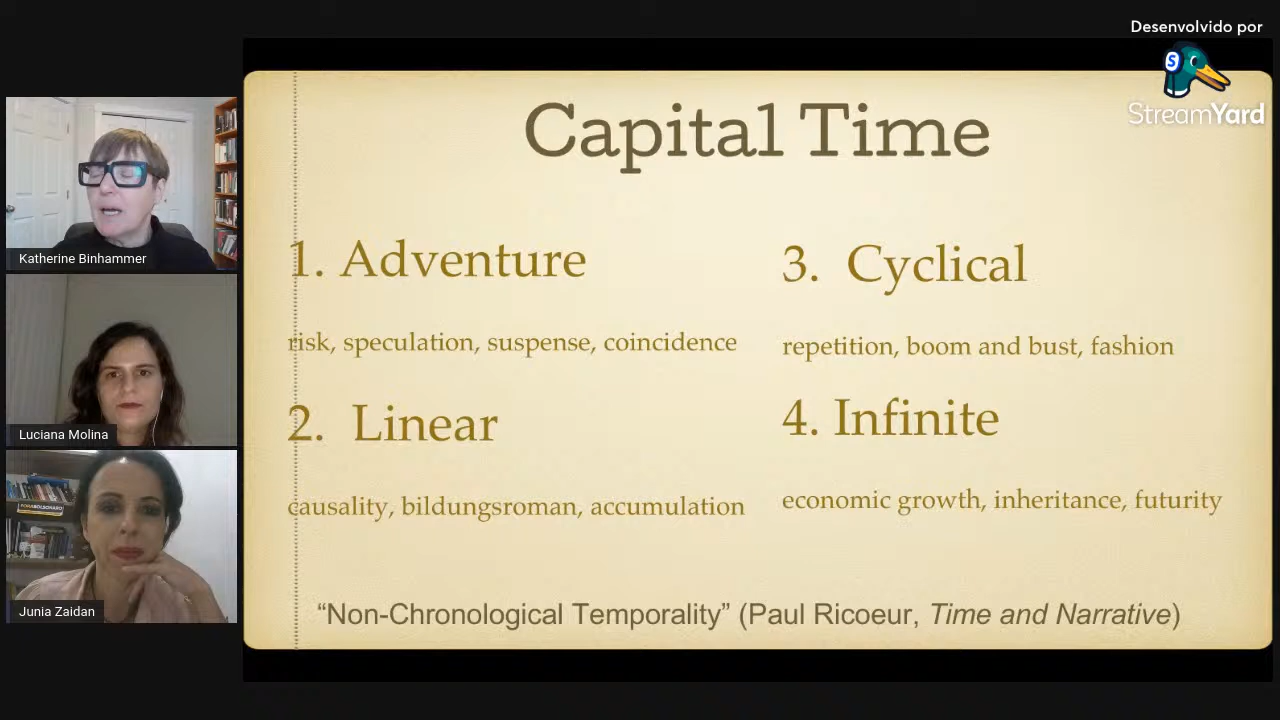 Desenvolvido por
StreamYard
Capital Time
1. Adventure
risk, speculation, suspense, coincidence
2. Linear
causality, bildungsroman, accumulation
3. Cyclical
repetition, boom and bust, fashion
4. Infinite
economic growth, inheritance, futurity
“Non-Chronological Temporality” (Paul Ricoeur, Time and Narrative)
Katherine Binhammer
Luciana Molina
Junia Zaidan